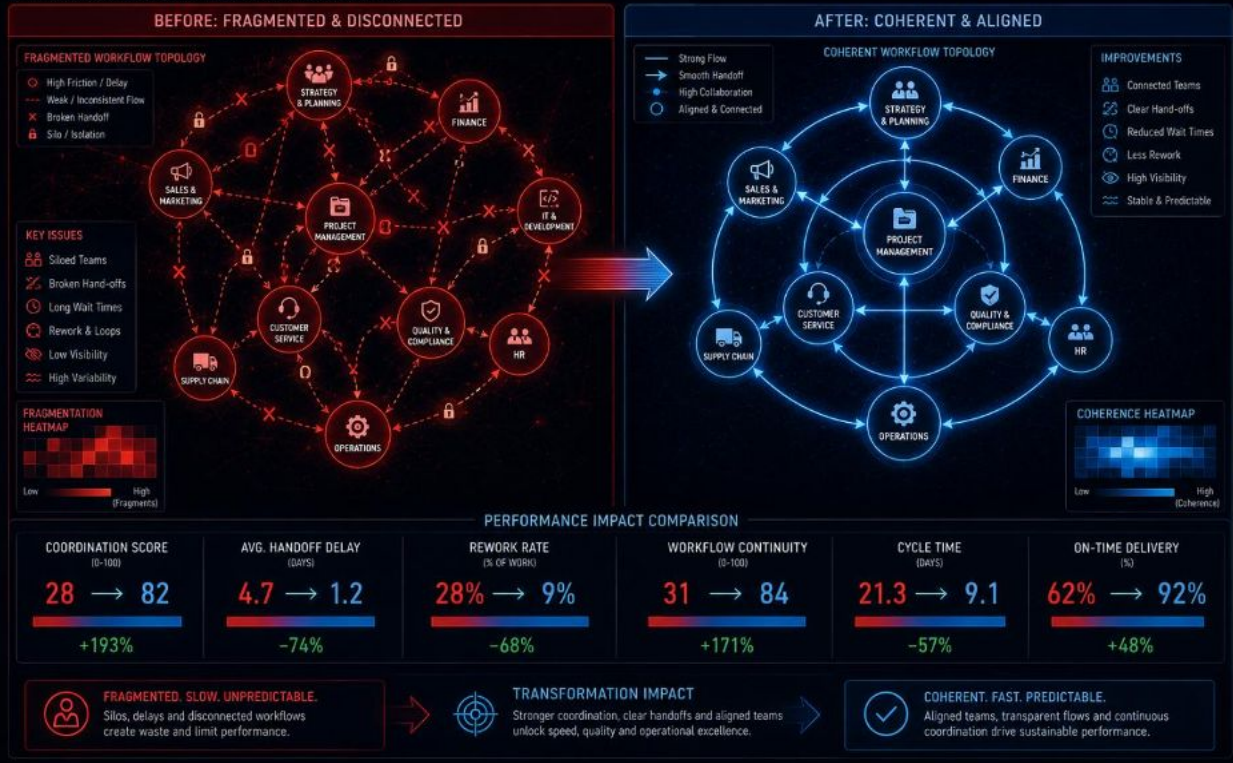 BEFORE: FRAGMENTED & DISCONNECTED
FRAGMENTED WORKFLOW TOPOLOGY
High Friction / Delay
Weak / Inconsistent Flow
Broken Handoff
Silo / Isolation
STRATEGY
& PLANNING
FINANCE
SALES &
MARKETING
PROJECT
MANAGEMENT
IT &
DEVELOPMENT
KEY ISSUES
Siloed Teams
Broken Hand-offs
Long Wait Times
Rework & Loops
Low Visibility
High Variability
CUSTOMER
SERVICE
QUALITY &
COMPLIANCE
HR
SUPPLY CHAIN
OPERATIONS
FRAGMENTATION
HEATMAP
Low
High
(Fragments)
AFTER: COHERENT & ALIGNED
Strong Flow
Smooth Handoff
High Collaboration
Aligned & Connected
COHERENT WORKFLOW TOPOLOGY
IMPROVEMENTS
Connected Teams
Clear Hand-offs
Reduced Wait Times
Less Rework
High Visibility
Stable & Predictable
STRATEGY
& PLANNING
SALES &
MARKETING
FINANCE
PROJECT
MANAGEMENT
CUSTOMER
SERVICE
QUALITY &
COMPLIANCE
SUPPLY CHAIN
HR
OPERATIONS
COHERENCE HEATMAP
Low
High
(Coherence)
PERFORMANCE IMPACT COMPARISON
COORDINATION SCORE
(0-100)
28 → 82
+193%
AVG. HANDOFF DELAY
(DAYS)
4.7 → 1.2
−74%
REWORK RATE
(% OF WORK)
28% → 9%
−68%
WORKFLOW CONTINUITY
(0-100)
31 → 84
+171%
CYCLE TIME
(DAYS)
21.3 → 9.1
−57%
ON-TIME DELIVERY
(%)
62% → 92%
+48%
FRAGMENTED. SLOW. UNPREDICTABLE.
Silos, delays and disconnected workflows
create waste and limit performance.
TRANSFORMATION IMPACT
Stronger coordination, clear handoffs and aligned teams
unlock speed, quality and operational excellence.
COHERENT. FAST. PREDICTABLE.
Aligned teams, transparent flows and continuous
coordination drive sustainable performance.